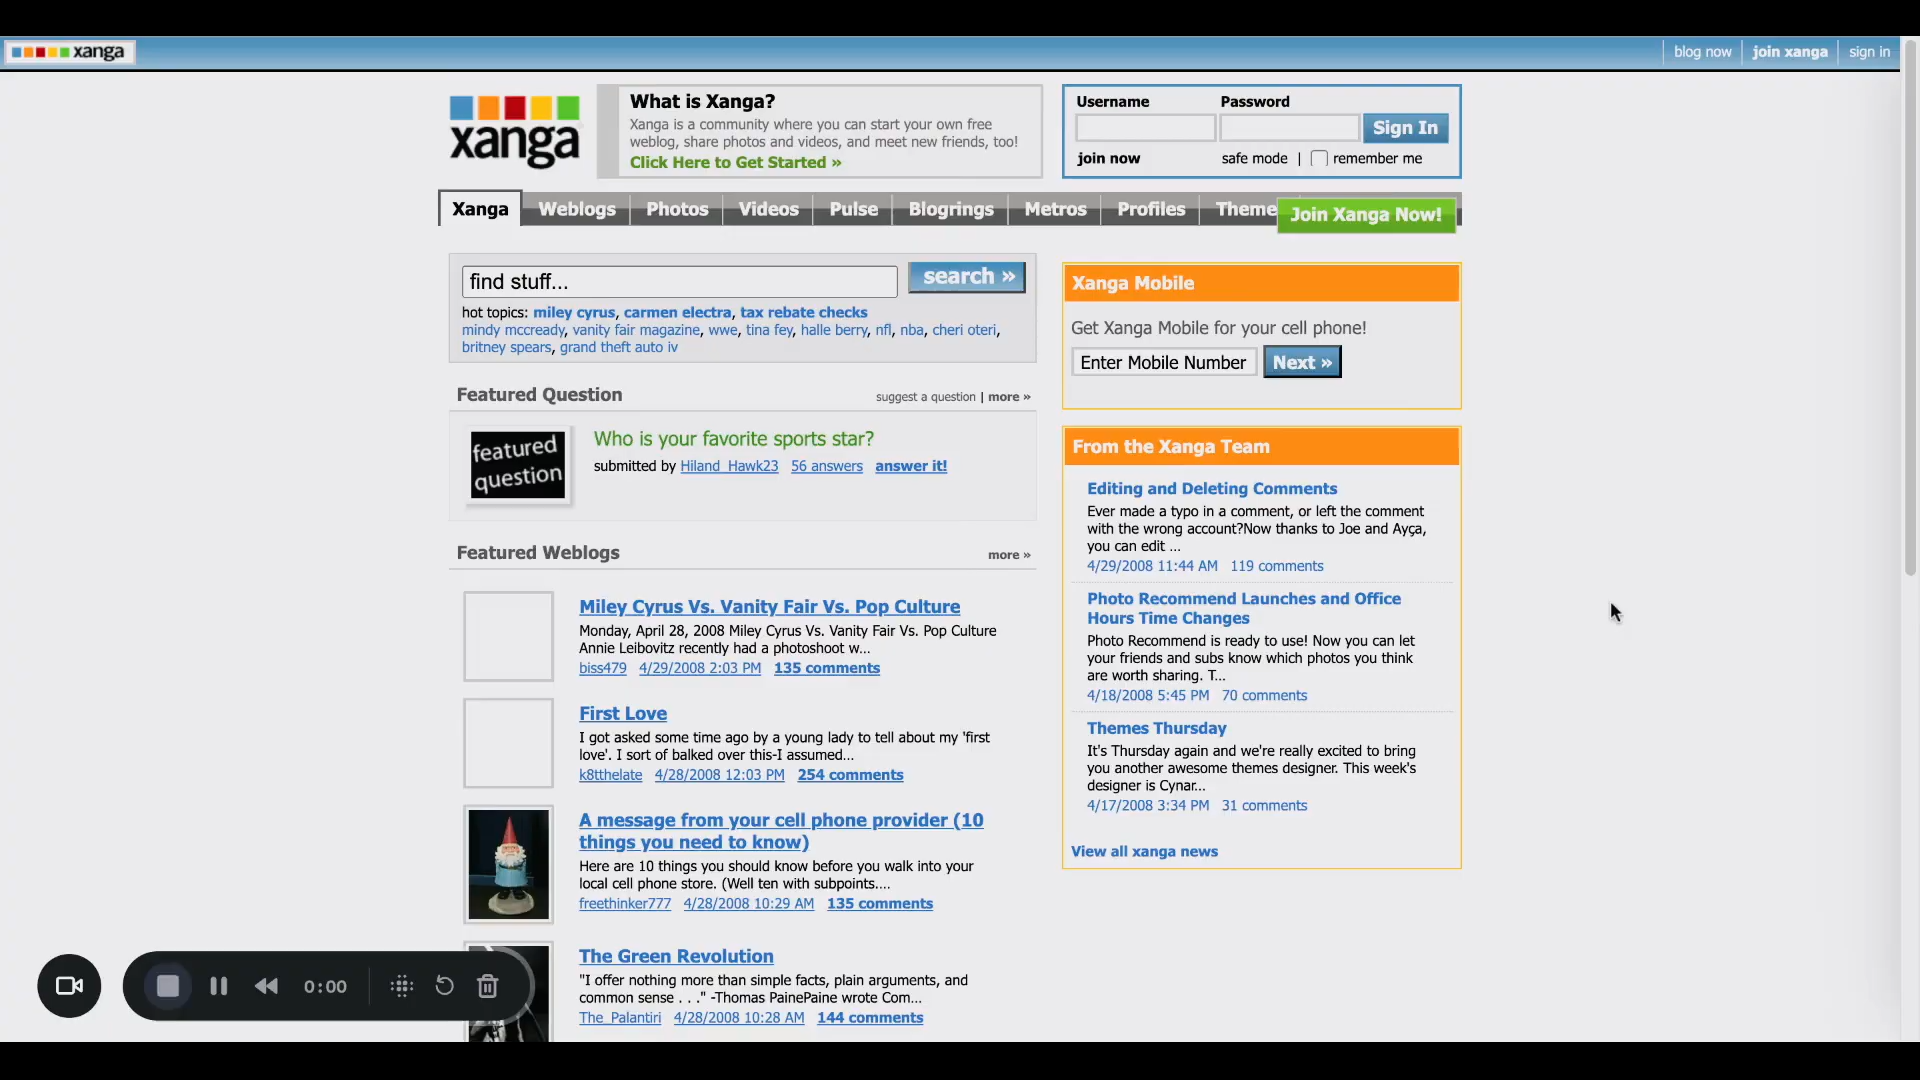 xanga
blog now
join xanga
sign in
xanga
What is Xanga?
Xanga is a community where you can start your own free
weblog, share photos and videos, and meet new friends, too!
Click Here to Get Started »
Username Password
Sign In
join now safe mode | remember me
Xanga Weblogs Photos Videos Pulse Blogrings Metros Profiles Theme
Join Xanga Now!
find stuff...
search »
hot topics: miley cyrus, carmen electra, tax rebate checks
mindy mccready, vanity fair magazine, wwe, tina fey, halle berry, nfl, nba, cheri oteri,
britney spears, grand theft auto iv
Featured Question
suggest a question | more »
featured
question
Who is your favorite sports star?
submitted by Hiland_Hawk23 56 answers answer it!
Featured Weblogs
more »
Miley Cyrus Vs. Vanity Fair Vs. Pop Culture
Monday, April 28, 2008 Miley Cyrus Vs. Vanity Fair Vs. Pop Culture
Annie Leibovitz recently had a photoshoot w...
biss479 4/29/2008 2:03 PM 135 comments
First Love
I got asked some time ago by a young lady to tell about my 'first
love'. I sort of balked over this-I assumed...
k8tthelate 4/28/2008 12:03 PM 254 comments
A message from your cell phone provider (10
things you need to know)
Here are 10 things you should know before you walk into your
local cell phone store. (Well ten with subpoints....
freethinker777 4/28/2008 10:29 AM 135 comments
The Green Revolution
"I offer nothing more than simple facts, plain arguments, and
common sense . . ." -Thomas PainePaine wrote Com...
The_Palantiri 4/28/2008 10:28 AM 144 comments
Xanga Mobile
Get Xanga Mobile for your cell phone!
Enter Mobile Number
Next »
From the Xanga Team
Editing and Deleting Comments
Ever made a typo in a comment, or left the comment
with the wrong account?Now thanks to Joe and Ayça,
you can edit ...
4/29/2008 11:44 AM 119 comments
Photo Recommend Launches and Office
Hours Time Changes
Photo Recommend is ready to use! Now you can let
your friends and subs know which photos you think
are worth sharing. T...
4/18/2008 5:45 PM 70 comments
Themes Thursday
It's Thursday again and we're really excited to bring
you another awesome themes designer. This week's
designer is Cynar...
4/17/2008 3:34 PM 31 comments
View all xanga news
0:00